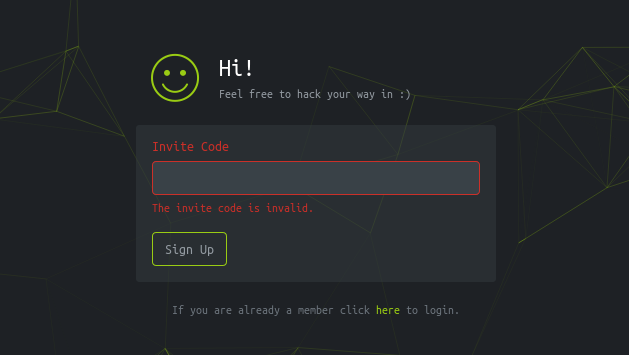 Hi!
Feel free to hack your way in :)
Invite Code
The invite code is invalid.
Sign Up
If you are already a member click here to login.